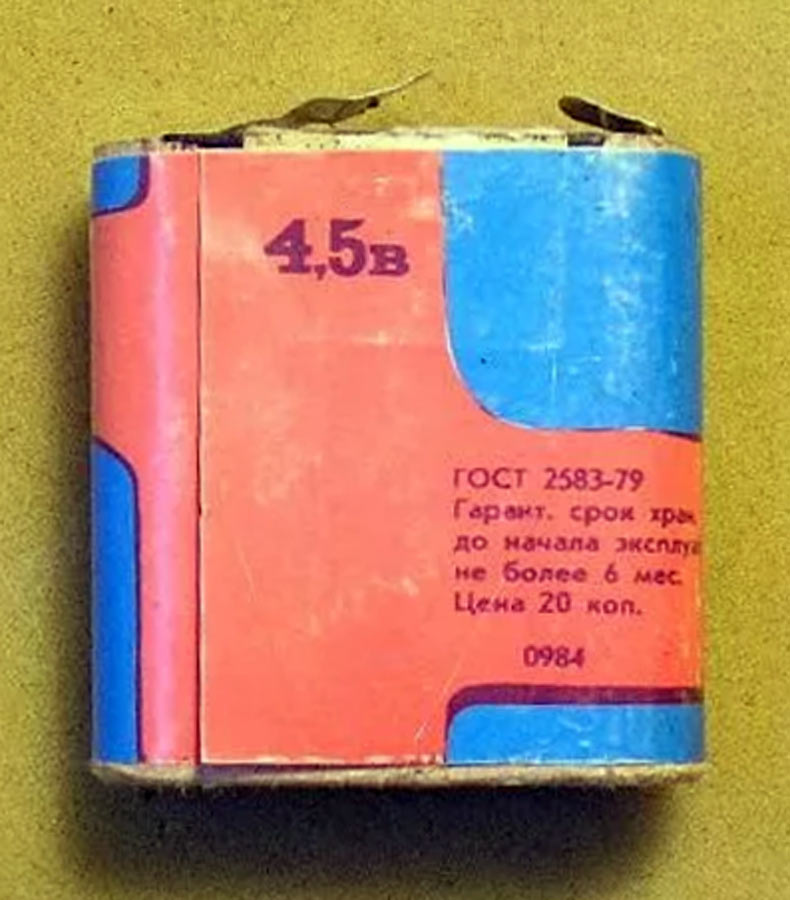 4,5в
ГОСТ 2583-79
Гарант. срок хран
до начала эксплуа
не более 6 мес.
Цена 20 коп.
0984